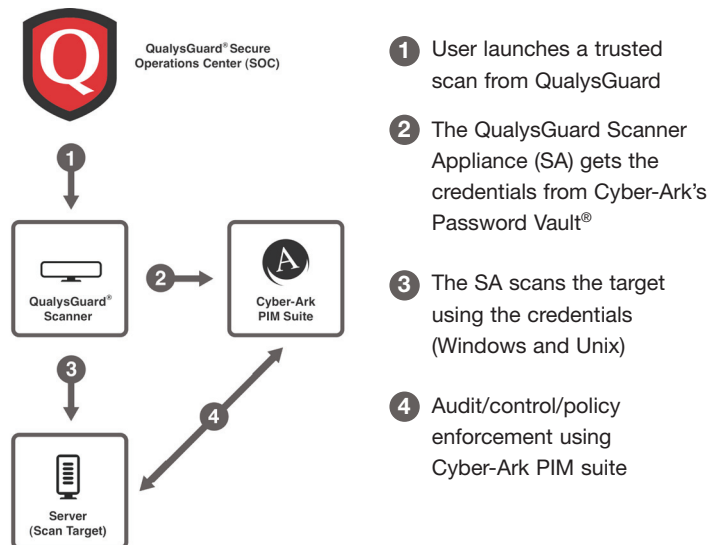 Q
QualysGuard® Secure
Operations Center (SOC)
1
QualysGuard®
Scanner
2
A
Cyber-Ark
PIM Suite
3
4
Server
(Scan Target)
1 User launches a trusted
scan from QualysGuard
2 The QualysGuard Scanner
Appliance (SA) gets the
credentials from Cyber-Ark’s
Password Vault®
3 The SA scans the target
using the credentials
(Windows and Unix)
4 Audit/control/policy
enforcement using
Cyber-Ark PIM suite